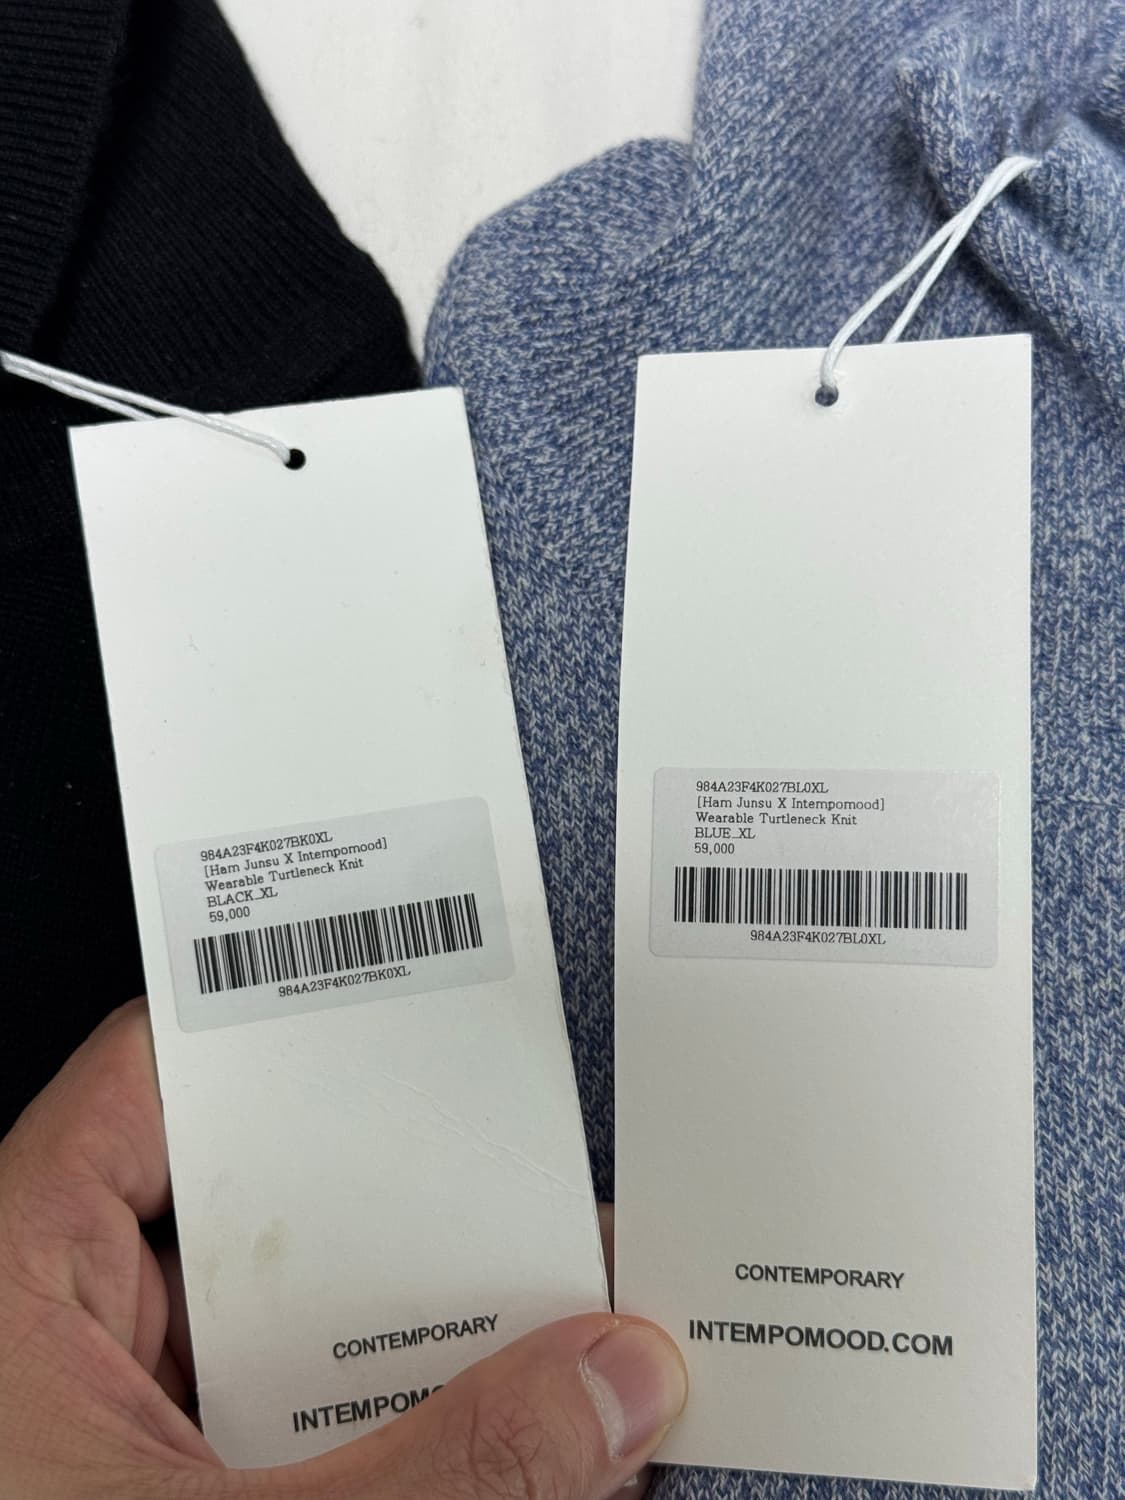 984A23F4K027BK0XL
[Ham Junsu X Intempomood]
Wearable Turtleneck Knit
BLACK_XL
59,000
984A23F4K027BK0XL
CONTEMPORARY
984A23F4K027BL0XL
[Ham Junsu X Intempomood]
Wearable Turtleneck Knit
BLUE_XL
59,000
984A23F4K027BL0XL
CONTEMPORARY
INTEMPOMOOD.COM